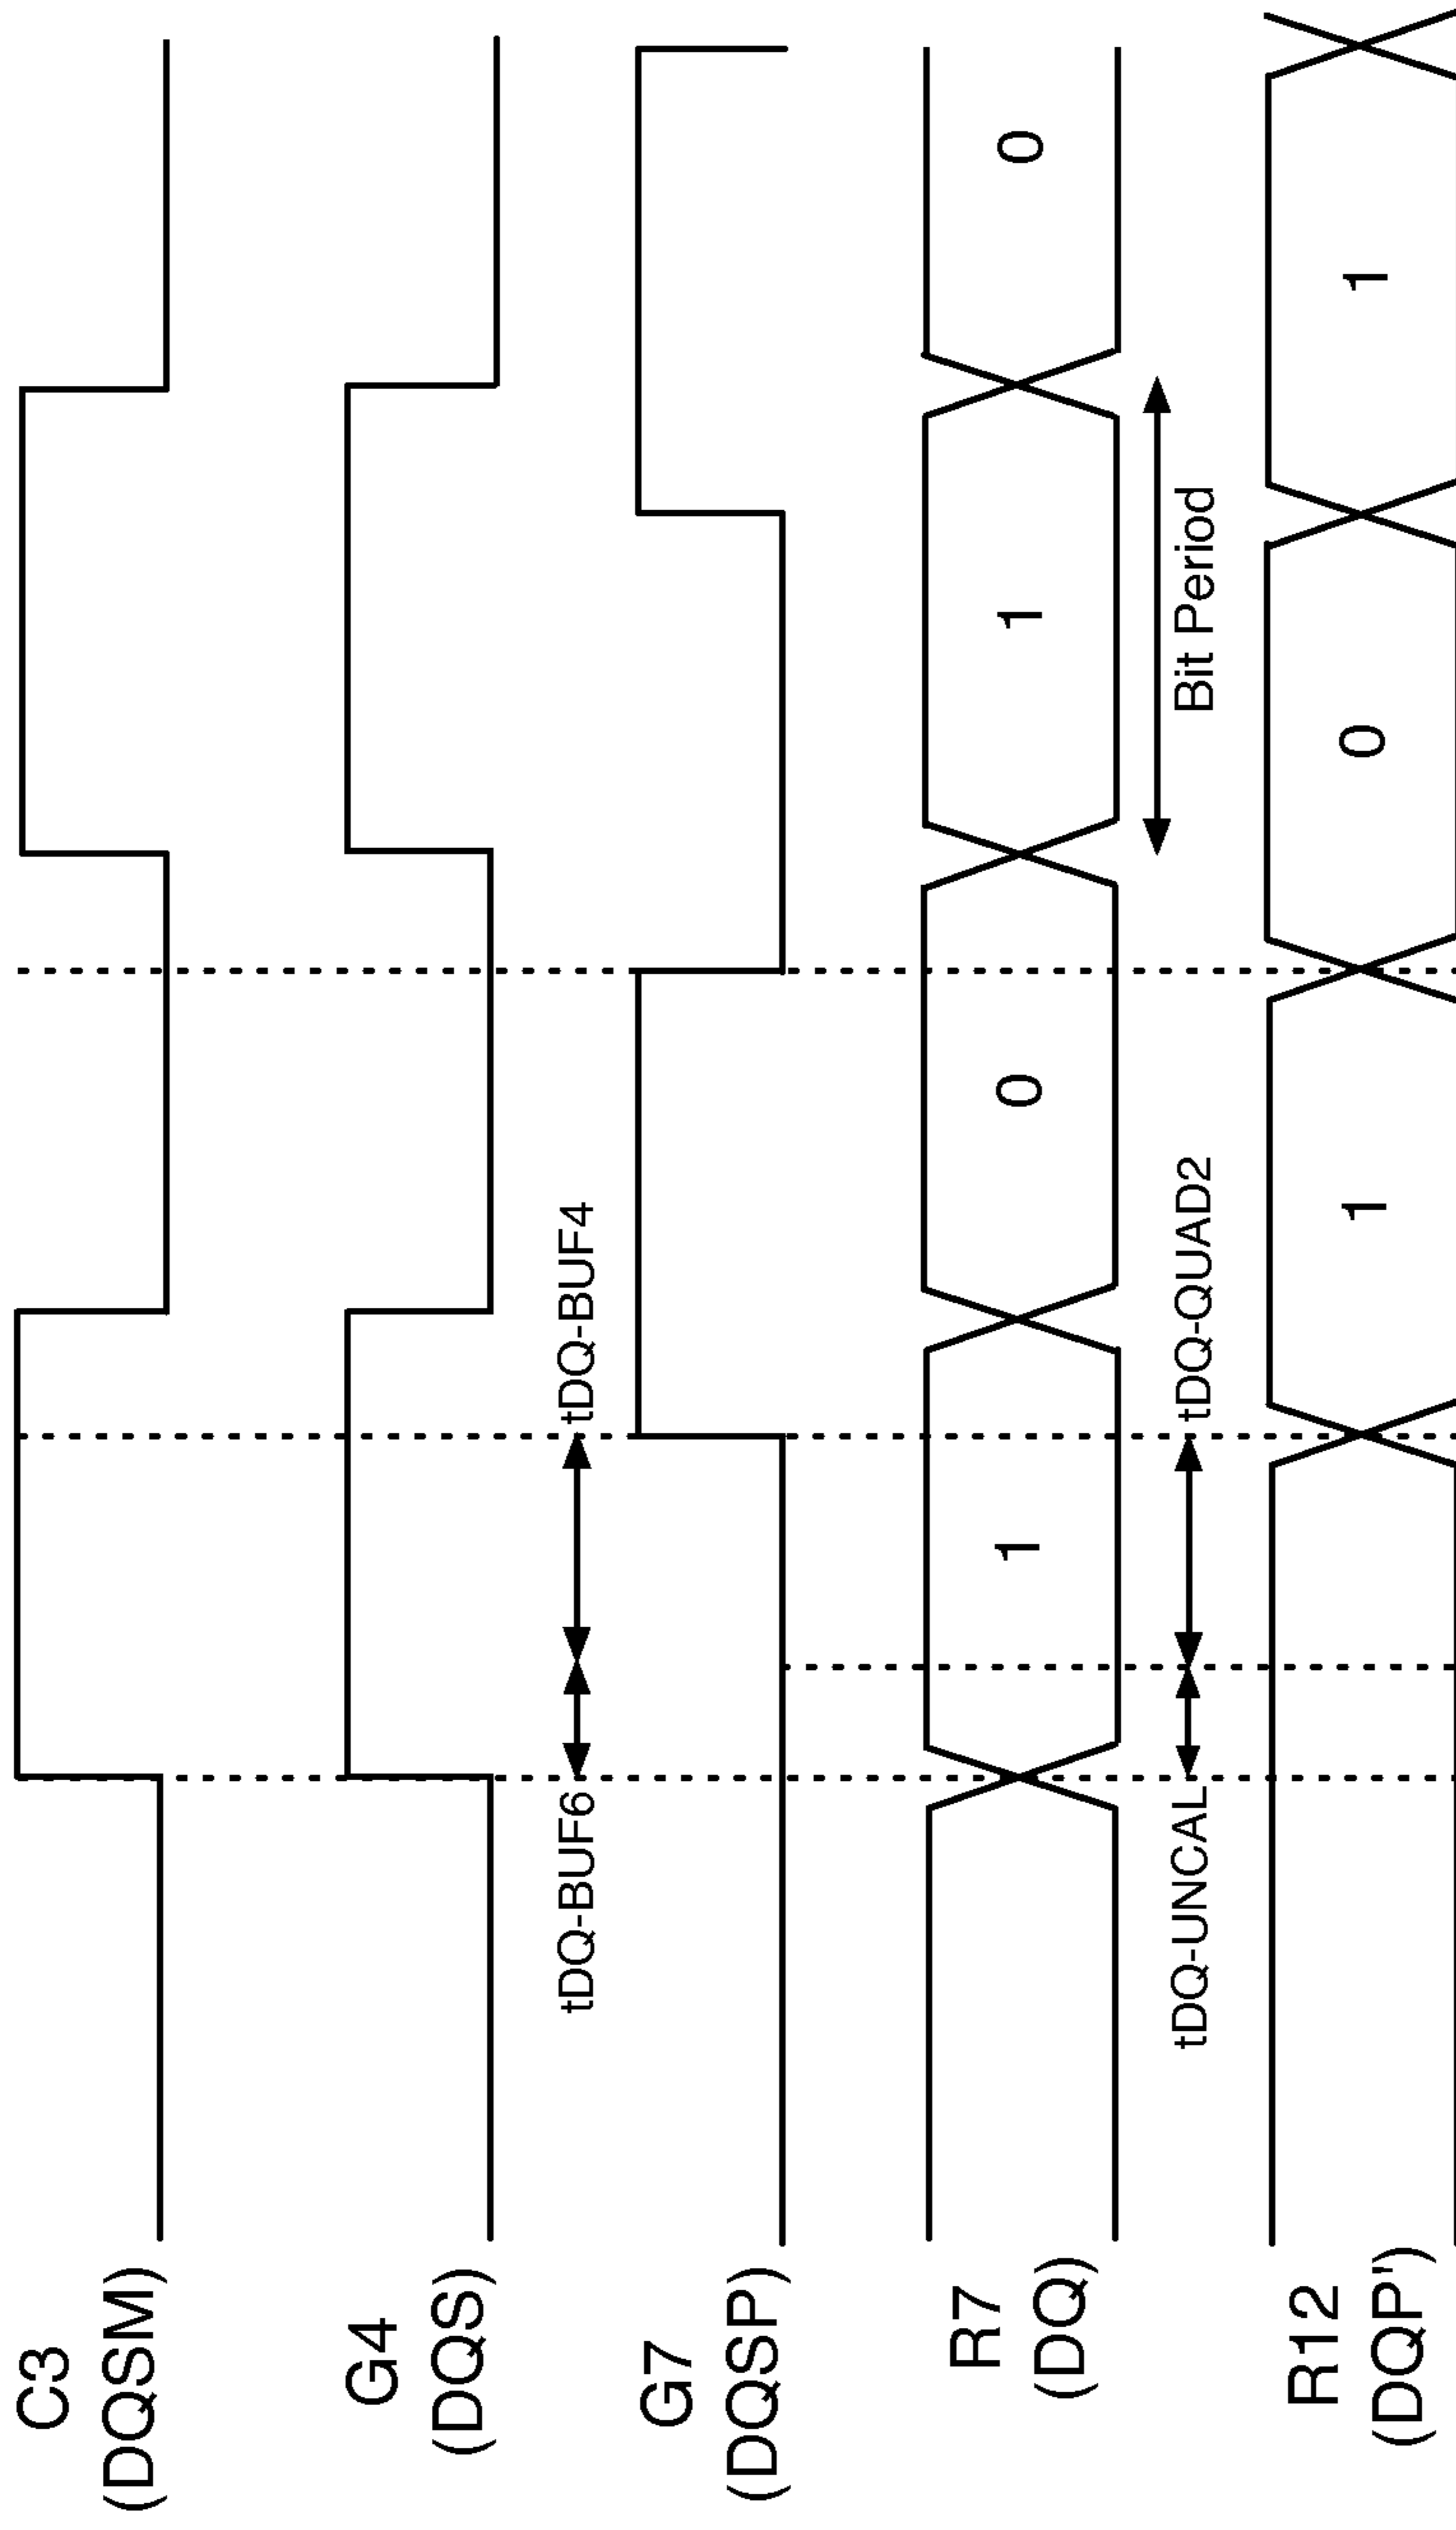 C3
(DQSM)
G4
(DQS)
tDQ-BUF6
tDQ-BUF4
G7
(DQSP)
R7
(DQ)
1
0
1
0
Bit Period
tDQ-UNCAL
tDQ-QUAD2
R12
(DQP')
1
0
1